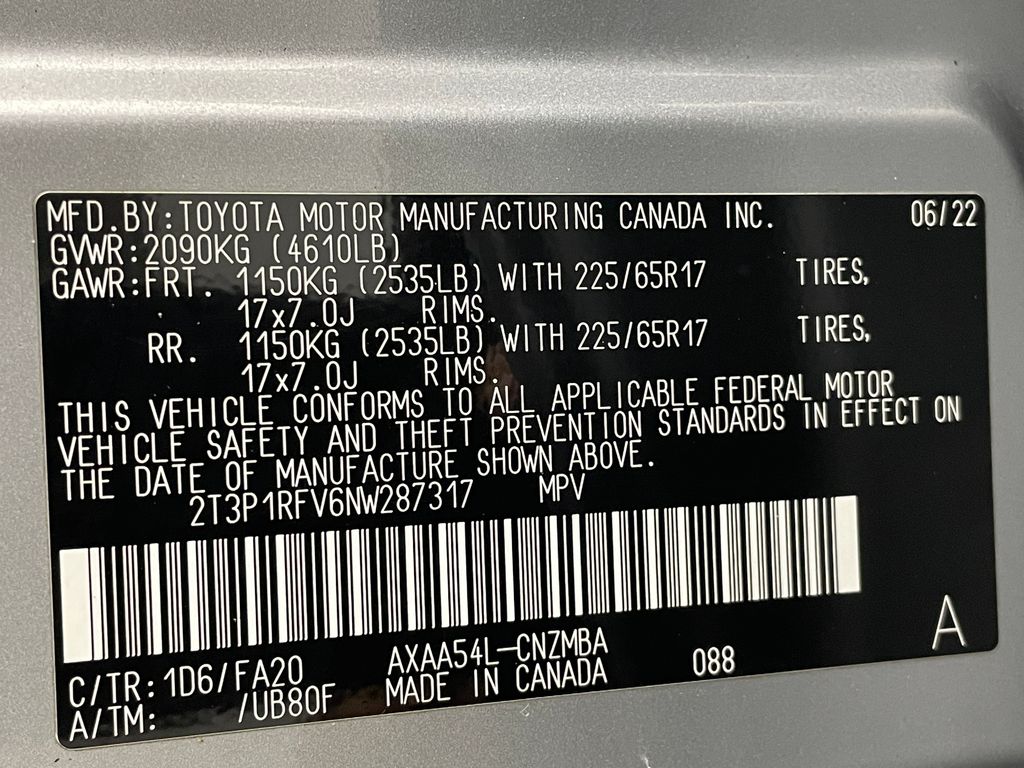 MFD.BY:TOYOTA MOTOR MANUFACTURING CANADA INC. 06/22
GVWR:2090KG (4610LB)
GAWR:FRT. 1150KG (2535LB) WITH 225/65R17 TIRES,
17x7.0J RIMS.
RR. 1150KG (2535LB) WITH 225/65R17 TIRES,
17x7.0J RIMS.
THIS VEHICLE CONFORMS TO ALL APPLICABLE FEDERAL MOTOR
VEHICLE SAFETY AND THEFT PREVENTION STANDARDS IN EFFECT ON
THE DATE OF MANUFACTURE SHOWN ABOVE.
2T3P1RFV6NW287317 MPV
C/TR:1D6/FA20 AXAA54L-CNZMBA 088 A
A/TM: /UB80F MADE IN CANADA